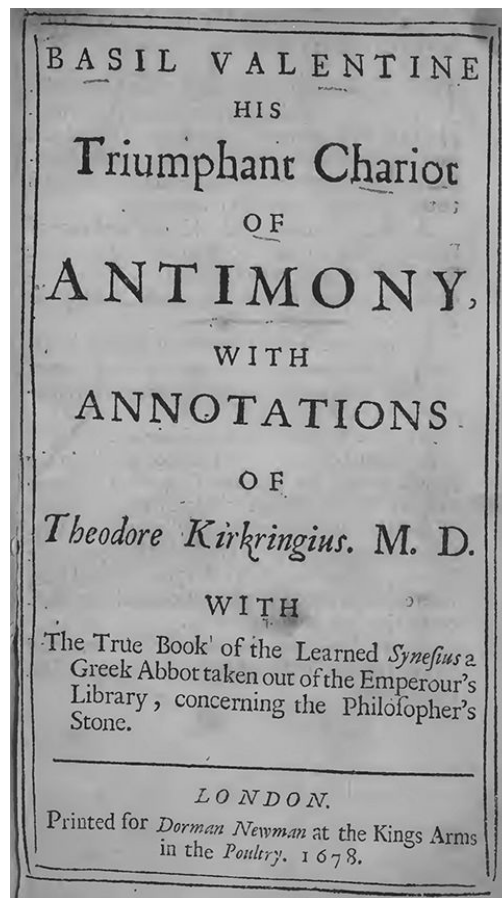 BASIL VALENTINE
HIS
Triumphant Chariot
OF
ANTIMONY,
WITH
ANNOTATIONS
OF
Theodore Kirkringius. M. D.
WITH
The True Book of the Learned Syneſius a
Greek Abbot taken out of the Emperour's
Library, concerning the Philoſopher's
Stone.
LONDON.
Printed for Dorman Newman at the Kings Arms
in the Poultry. 1678.